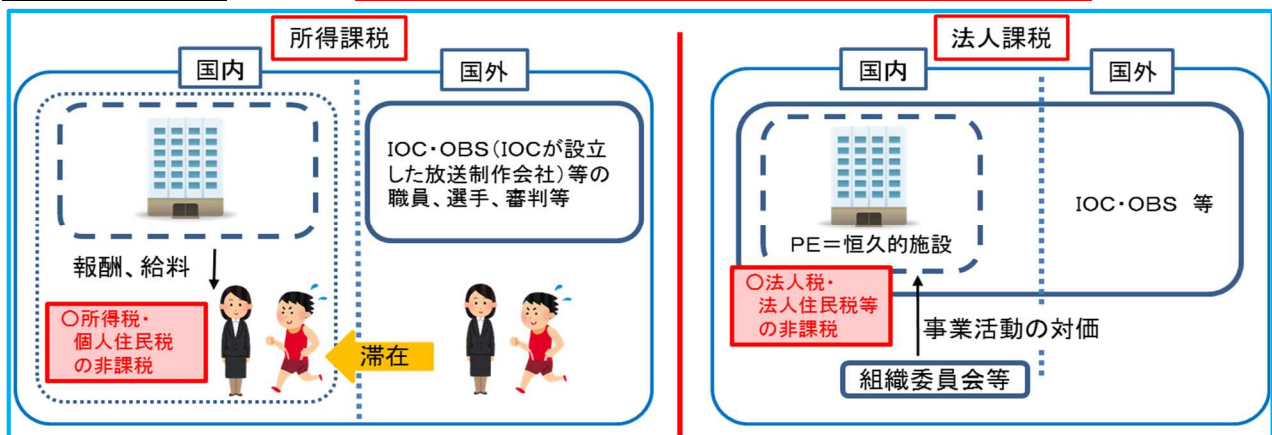 所得課税
国内
国外
IOC・OBS(IOCが設立
した放送制作会社)等の
職員、選手、審判等
報酬、給料
○所得税・
個人住民税
の非課税
滞在
法人課税
国内
国外
PE=恒久的施設
IOC・OBS 等
○法人税・
法人住民税等
の非課税
事業活動の対価
組織委員会等